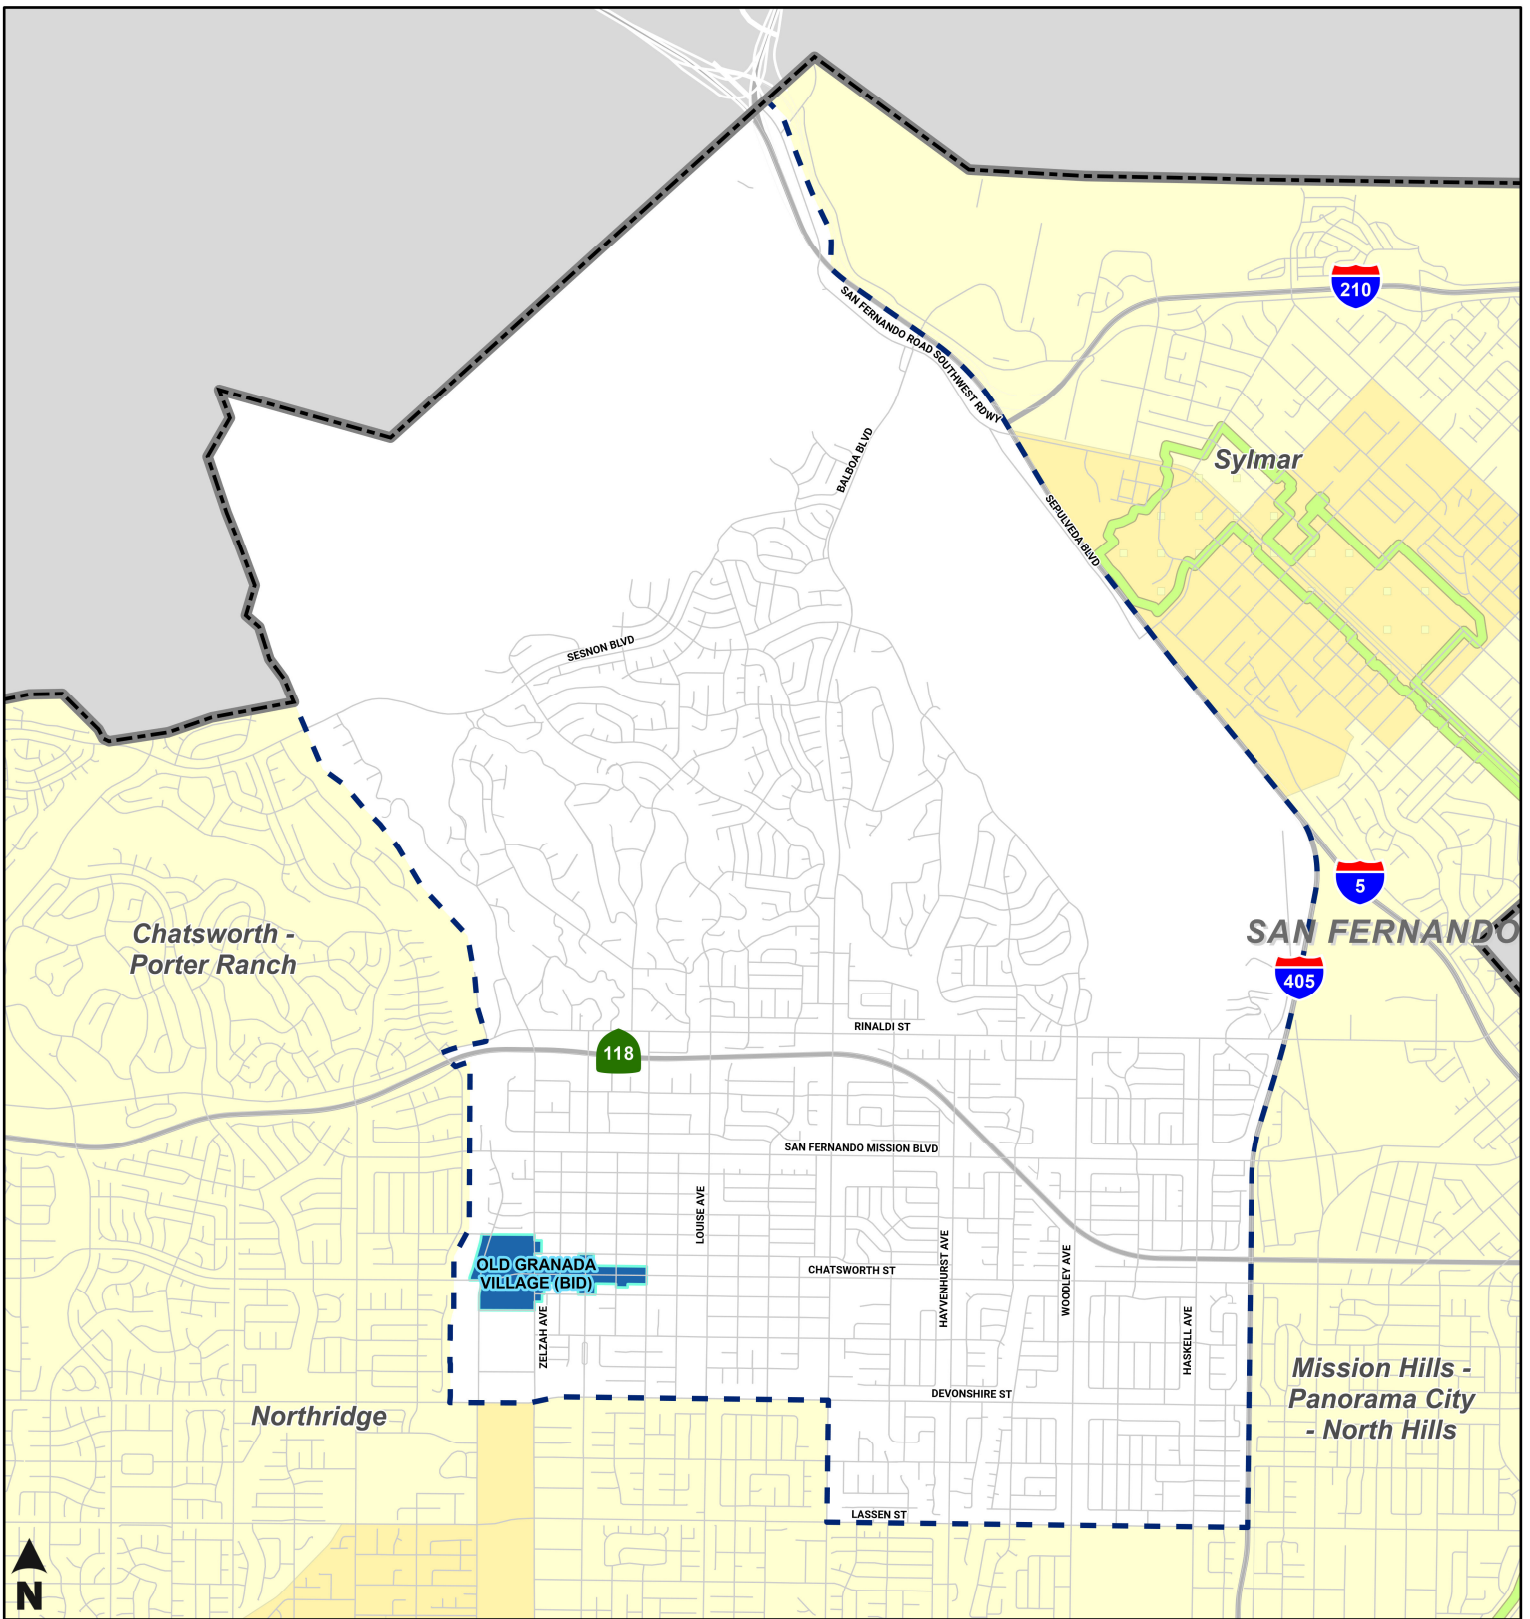 210
SAN FERNANDO ROAD SOUTHWEST RDWY
BALBOA BLVD
Sylmar
SEPULVEDA BLVD
SESNON BLVD
5
Chatsworth -
Porter Ranch
SAN FERNANDO
405
RINALDI ST
118
SAN FERNANDO MISSION BLVD
LOUISE AVE
OLD GRANADA
VILLAGE (BID)
CHATSWORTH ST
HAYVENHURST AVE
WOODLEY AVE
ZELZAH AVE
HASKELL AVE
Mission Hills -
Panorama City
- North Hills
DEVONSHIRE ST
Northridge
LASSEN ST
N